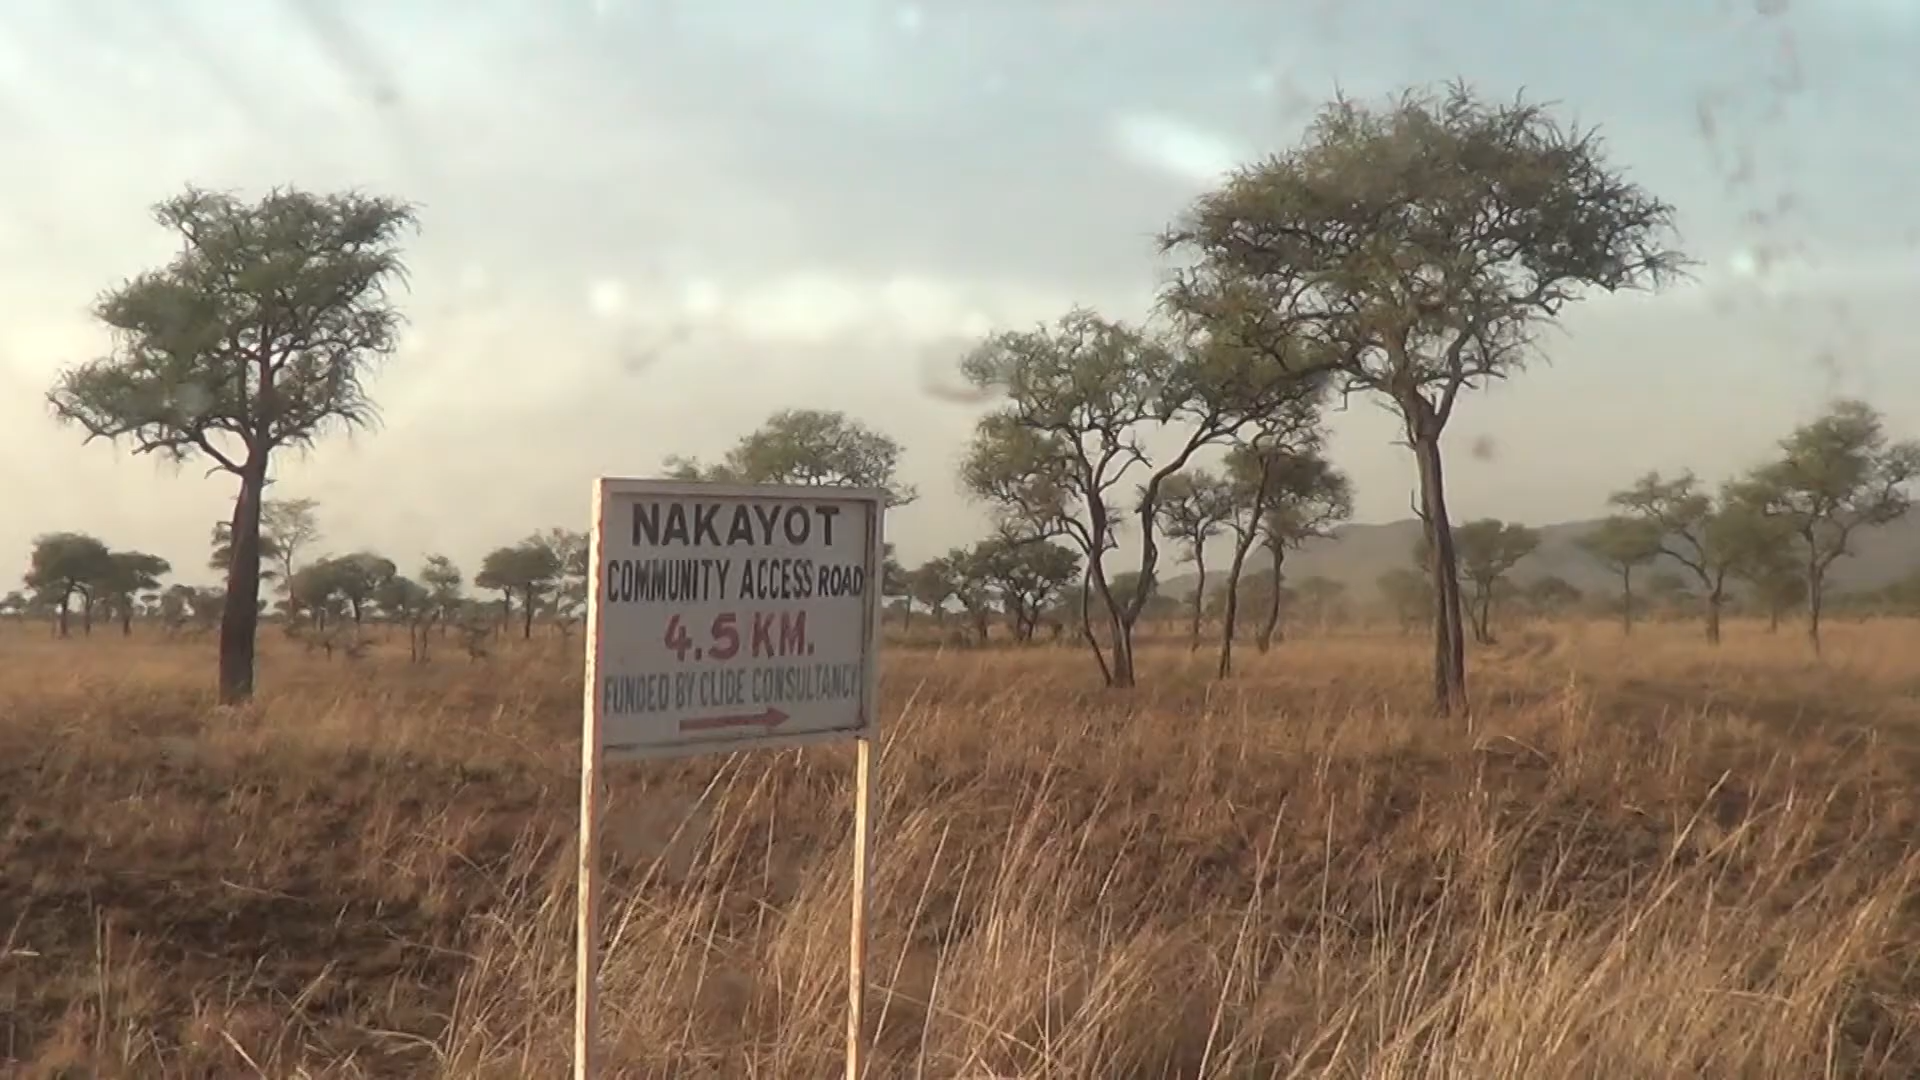 NAKAYOT
COMMUNITY ACCESS ROAD
4.5 KM.
FUNDED BY CLIDE CONSULTANCY